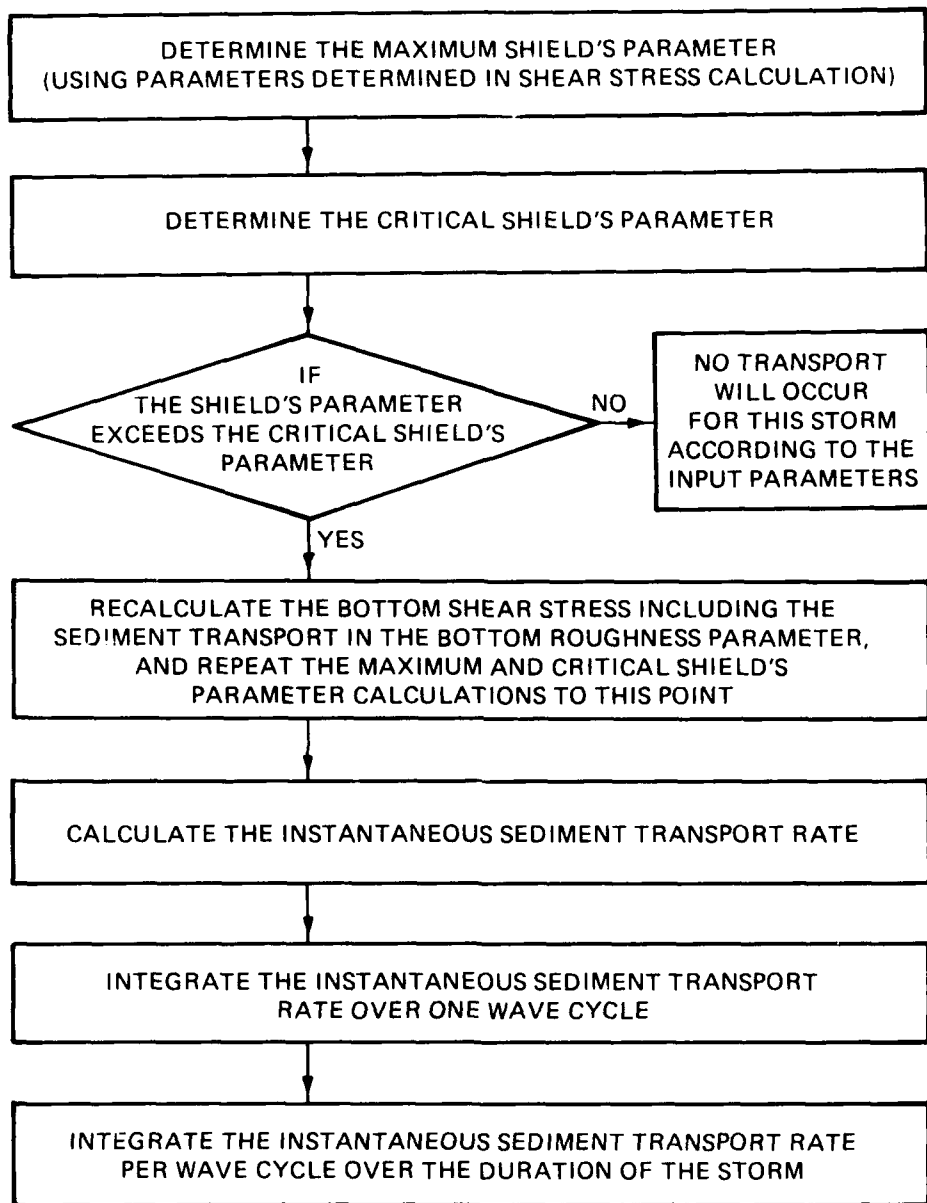 DETERMINE THE MAXIMUM SHIELD'S PARAMETER
(USING PARAMETERS DETERMINED IN SHEAR STRESS CALCULATION)
DETERMINE THE CRITICAL SHIELD'S PARAMETER
IF
THE SHIELD'S PARAMETER
EXCEEDS THE CRITICAL SHIELD'S
PARAMETER
NO
NO TRANSPORT
WILL OCCUR
FOR THIS STORM
ACCORDING TO THE
INPUT PARAMETERS
YES
RECALCULATE THE BOTTOM SHEAR STRESS INCLUDING THE
SEDIMENT TRANSPORT IN THE BOTTOM ROUGHNESS PARAMETER,
AND REPEAT THE MAXIMUM AND CRITICAL SHIELD'S
PARAMETER CALCULATIONS TO THIS POINT
CALCULATE THE INSTANTANEOUS SEDIMENT TRANSPORT RATE
INTEGRATE THE INSTANTANEOUS SEDIMENT TRANSPORT
RATE OVER ONE WAVE CYCLE
INTEGRATE THE INSTANTANEOUS SEDIMENT TRANSPORT RATE
PER WAVE CYCLE OVER THE DURATION OF THE STORM